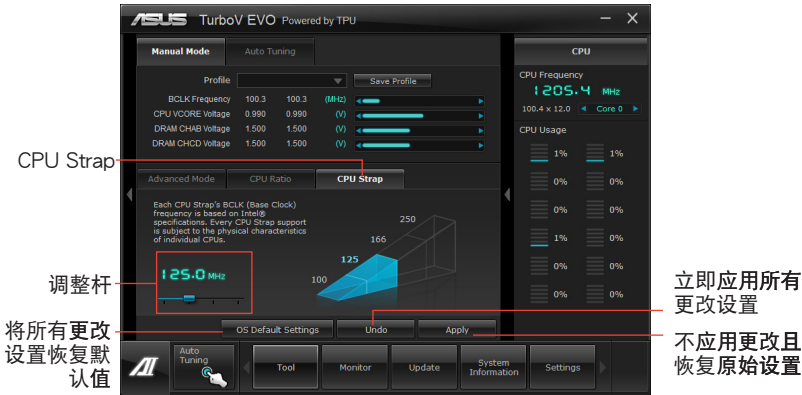 ASUS TurboV EVO Powered by TPU
Manual Mode
Auto Tuning
Profile
Save Profile
BCLK Frequency 100.3 100.3 (MHz)
CPU VCORE Voltage 0.990 0.990 (V)
DRAM CHAB Voltage 1.500 1.500 (V)
DRAM CHCD Voltage 1.500 1.500 (V)
CPU
CPU Frequency
1205.4 MHz
100.4 x 12.0 Core 0
CPU Usage
1% 1%
0% 0%
0% 0%
1% 0%
0% 0%
0% 0%
CPU Strap
Advanced Mode
CPU Ratio
CPU Strap
Each CPU Strap's BCLK (Base Clock)
frequency is based on Intel®
specifications. Every CPU Strap support
is subject to the physical characteristics
of individual CPUs.
250
166
125
100
125.0 MHz
调整杆
将所有更改
设置恢复默
认值
OS Default Settings
Undo
Apply
立即应用所有
更改设置
不应用更改且
恢复原始设置
Auto
Tuning
Tool
Monitor
Update
System
Information
Settings